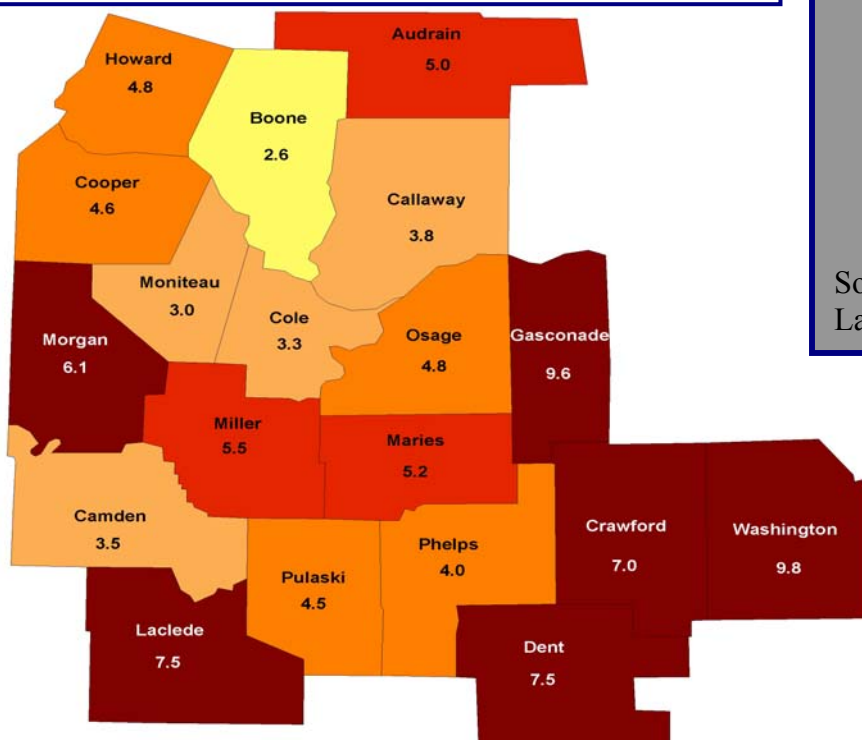 Audrain
5.0
Howard
4.8
Boone
2.6
Cooper
4.6
Callaway
3.8
Moniteau
3.0
Cole
3.3
Osage
4.8
Gasconade
9.6
Morgan
6.1
Miller
5.5
Maries
5.2
Camden
3.5
Pulaski
4.5
Phelps
4.0
Crawford
7.0
Washington
9.8
Laclede
7.5
Dent
7.5
So
La